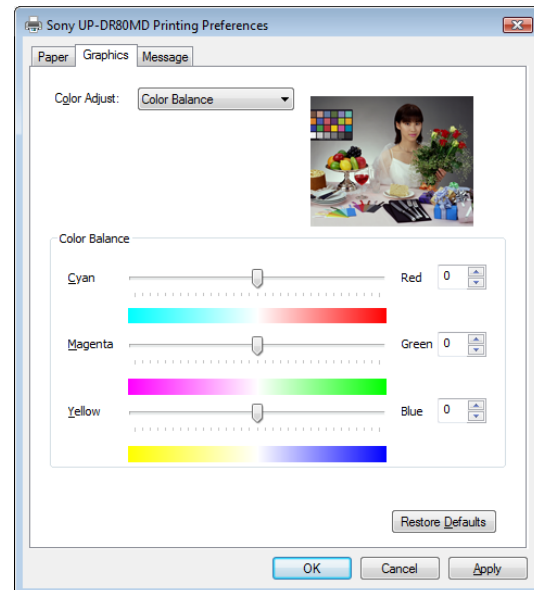 Sony UP-DR80MD Printing Preferences
Paper Graphics Message
Color Adjust: Color Balance
Color Balance
Cyan Red 0
Magenta Green 0
Yellow Blue 0
Restore Defaults
OK Cancel Apply